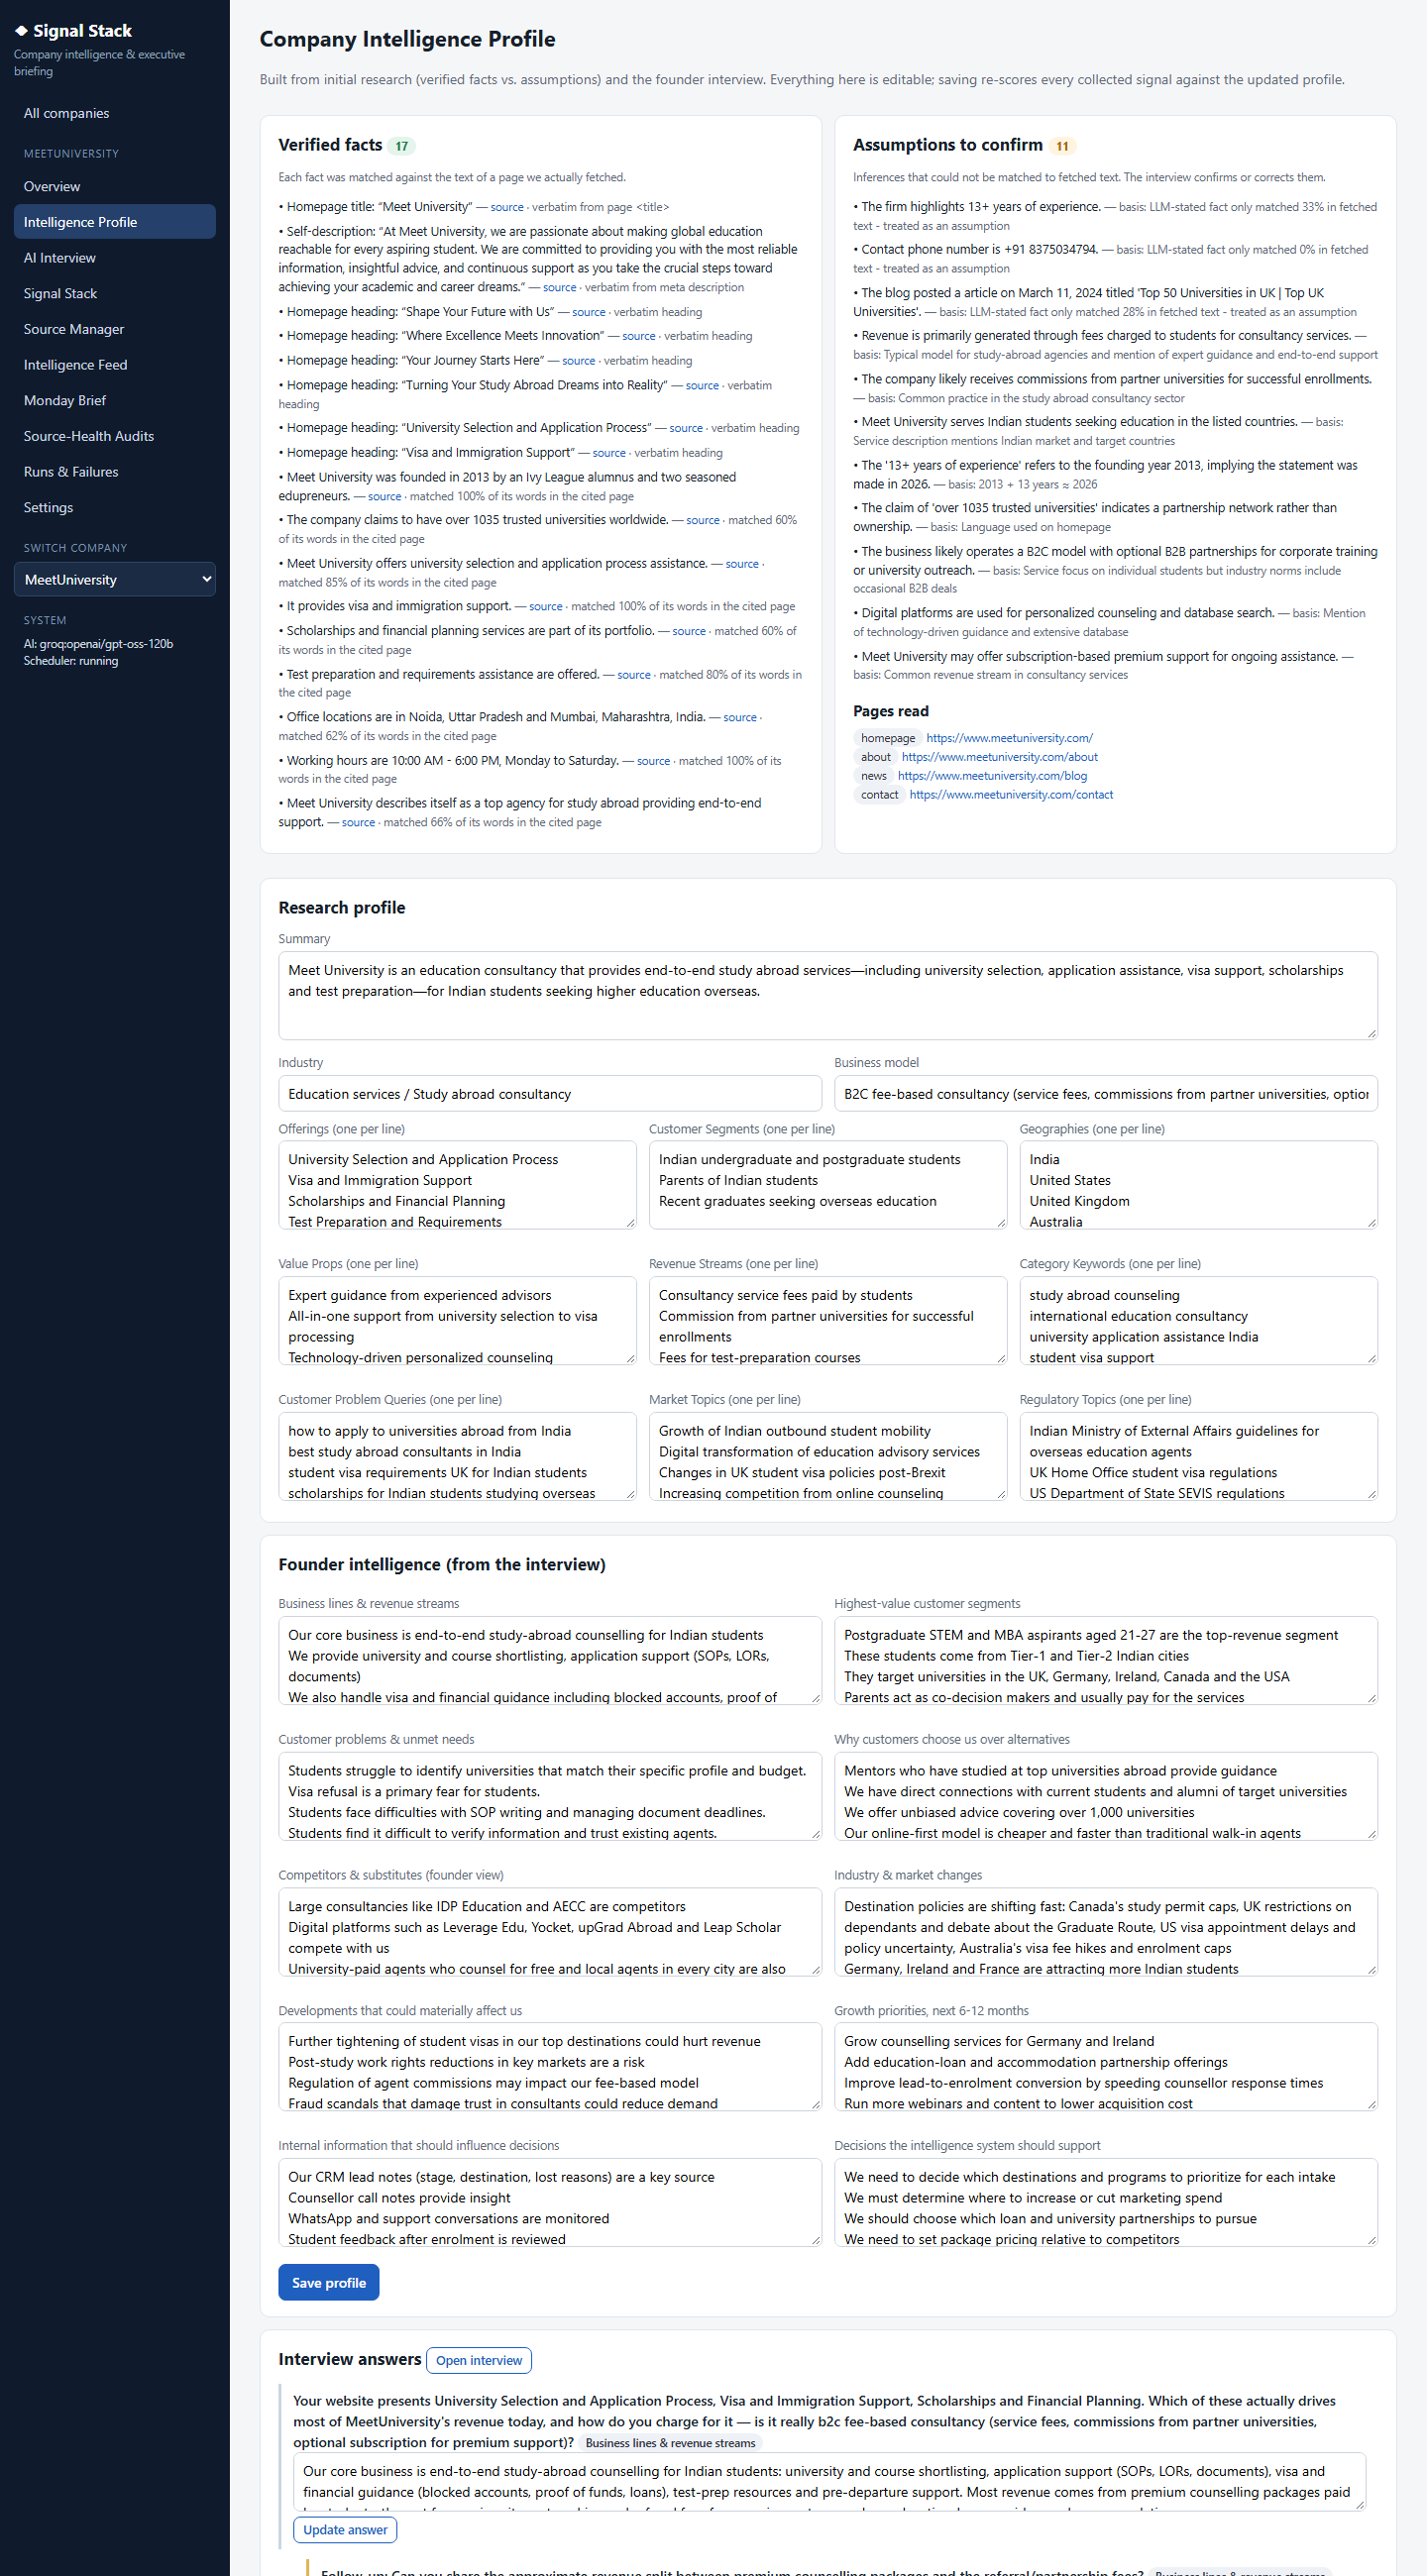 Signal Stack
Company intelligence & executive
briefing
All companies
MEETUNIVERSITY
Overview
Intelligence Profile
AI Interview
Signal Stack
Source Manager
Intelligence Feed
Monday Brief
Source-Health Audits
Runs & Failures
Settings
SWITCH COMPANY
MeetUniversity
SYSTEM
AI: groq:openai/gpt-oss-120b
Scheduler: running
Company Intelligence Profile
Built from initial research (verified facts vs. assumptions) and the founder interview. Everything here is editable; saving re-scores every collected signal against the updated profile.
Verified facts 17
Each fact was matched against the text of a page we actually fetched.
• Homepage title: “Meet University” — source · verbatim from page <title>
• Self-description: “At Meet University, we are passionate about making global education
reachable for every aspiring student. We are committed to providing you with the most reliable
information, insightful advice, and continuous support as you take the crucial steps toward
achieving your academic and career dreams.” — source · verbatim from meta description
• Homepage heading: “Shape Your Future with Us” — source · verbatim heading
• Homepage heading: “Where Excellence Meets Innovation” — source · verbatim heading
• Homepage heading: “Your Journey Starts Here” — source · verbatim heading
• Homepage heading: “Turning Your Study Abroad Dreams into Reality” — source · verbatim
heading
• Homepage heading: “University Selection and Application Process” — source · verbatim heading
• Homepage heading: “Visa and Immigration Support” — source · verbatim heading
• Meet University was founded in 2013 by an Ivy League alumnus and two seasoned
edupreneurs. — source · matched 100% of its words in the cited page
• The company claims to have over 1035 trusted universities worldwide. — source · matched 60%
of its words in the cited page
• Meet University offers university selection and application process assistance. — source ·
matched 85% of its words in the cited page
• It provides visa and immigration support. — source · matched 100% of its words in the cited page
• Scholarships and financial planning services are part of its portfolio. — source · matched 60% of
its words in the cited page
• Test preparation and requirements assistance are offered. — source · matched 80% of its words in
the cited page
• Office locations are in Noida, Uttar Pradesh and Mumbai, Maharashtra, India. — source ·
matched 62% of its words in the cited page
• Working hours are 10:00 AM - 6:00 PM, Monday to Saturday. — source · matched 100% of its
words in the cited page
• Meet University describes itself as a top agency for study abroad providing end-to-end
support. — source · matched 66% of its words in the cited page
Assumptions to confirm 11
Inferences that could not be matched to fetched text. The interview confirms or corrects them.
• The firm highlights 13+ years of experience. — basis: LLM-stated fact only matched 33% in fetched
text - treated as an assumption
• Contact phone number is +91 8375034794. — basis: LLM-stated fact only matched 0% in fetched
text - treated as an assumption
• The blog posted a article on March 11, 2024 titled 'Top 50 Universities in UK | Top UK
Universities'. — basis: LLM-stated fact only matched 28% in fetched text - treated as an assumption
• Revenue is primarily generated through fees charged to students for consultancy services. —
basis: Typical model for study-abroad agencies and mention of expert guidance and end-to-end support
• The company likely receives commissions from partner universities for successful enrollments.
— basis: Common practice in the study abroad consultancy sector
• Meet University serves Indian students seeking education in the listed countries. — basis:
Service description mentions Indian market and target countries
• The '13+ years of experience' refers to the founding year 2013, implying the statement was
made in 2026. — basis: 2013 + 13 years ≈ 2026
• The claim of 'over 1035 trusted universities' indicates a partnership network rather than
ownership. — basis: Language used on homepage
• The business likely operates a B2C model with optional B2B partnerships for corporate training
or university outreach. — basis: Service focus on individual students but industry norms include
occasional B2B deals
• Digital platforms are used for personalized counseling and database search. — basis: Mention
of technology-driven guidance and extensive database
• Meet University may offer subscription-based premium support for ongoing assistance. —
basis: Common revenue stream in consultancy services
Pages read
homepage https://www.meetuniversity.com/
about https://www.meetuniversity.com/about
news https://www.meetuniversity.com/blog
contact https://www.meetuniversity.com/contact
Research profile
Summary
Meet University is an education consultancy that provides end-to-end study abroad services—including university selection, application assistance, visa support, scholarships
and test preparation—for Indian students seeking higher education overseas.
Industry
Education services / Study abroad consultancy
Business model
B2C fee-based consultancy (service fees, commissions from partner universities, option
Offerings (one per line)
University Selection and Application Process
Visa and Immigration Support
Scholarships and Financial Planning
Test Preparation and Requirements
Customer Segments (one per line)
Indian undergraduate and postgraduate students
Parents of Indian students
Recent graduates seeking overseas education
Geographies (one per line)
India
United States
United Kingdom
Australia
Value Props (one per line)
Expert guidance from experienced advisors
All-in-one support from university selection to visa
processing
Technology-driven personalized counseling
Revenue Streams (one per line)
Consultancy service fees paid by students
Commission from partner universities for successful
enrollments
Fees for test-preparation courses
Category Keywords (one per line)
study abroad counseling
international education consultancy
university application assistance India
student visa support
Customer Problem Queries (one per line)
how to apply to universities abroad from India
best study abroad consultants in India
student visa requirements UK for Indian students
scholarships for Indian students studying overseas
Market Topics (one per line)
Growth of Indian outbound student mobility
Digital transformation of education advisory services
Changes in UK student visa policies post-Brexit
Increasing competition from online counseling
Regulatory Topics (one per line)
Indian Ministry of External Affairs guidelines for
overseas education agents
UK Home Office student visa regulations
US Department of State SEVIS regulations
Founder intelligence (from the interview)
Business lines & revenue streams
Our core business is end-to-end study-abroad counselling for Indian students
We provide university and course shortlisting, application support (SOPs, LORs,
documents)
We also handle visa and financial guidance including blocked accounts, proof of
Highest-value customer segments
Postgraduate STEM and MBA aspirants aged 21-27 are the top-revenue segment
These students come from Tier-1 and Tier-2 Indian cities
They target universities in the UK, Germany, Ireland, Canada and the USA
Parents act as co-decision makers and usually pay for the services
Customer problems & unmet needs
Students struggle to identify universities that match their specific profile and budget.
Visa refusal is a primary fear for students.
Students face difficulties with SOP writing and managing document deadlines.
Students find it difficult to verify information and trust existing agents.
Why customers choose us over alternatives
Mentors who have studied at top universities abroad provide guidance
We have direct connections with current students and alumni of target universities
We offer unbiased advice covering over 1,000 universities
Our online-first model is cheaper and faster than traditional walk-in agents
Competitors & substitutes (founder view)
Large consultancies like IDP Education and AECC are competitors
Digital platforms such as Leverage Edu, Yocket, upGrad Abroad and Leap Scholar
compete with us
University-paid agents who counsel for free and local agents in every city are also
Industry & market changes
Destination policies are shifting fast: Canada's study permit caps, UK restrictions on
dependants and debate about the Graduate Route, US visa appointment delays and
policy uncertainty, Australia's visa fee hikes and enrolment caps
Germany, Ireland and France are attracting more Indian students
Developments that could materially affect us
Further tightening of student visas in our top destinations could hurt revenue
Post-study work rights reductions in key markets are a risk
Regulation of agent commissions may impact our fee-based model
Fraud scandals that damage trust in consultants could reduce demand
Growth priorities, next 6-12 months
Grow counselling services for Germany and Ireland
Add education-loan and accommodation partnership offerings
Improve lead-to-enrolment conversion by speeding counsellor response times
Run more webinars and content to lower acquisition cost
Internal information that should influence decisions
Our CRM lead notes (stage, destination, lost reasons) are a key source
Counsellor call notes provide insight
WhatsApp and support conversations are monitored
Student feedback after enrolment is reviewed
Decisions the intelligence system should support
We need to decide which destinations and programs to prioritize for each intake
We must determine where to increase or cut marketing spend
We should choose which loan and university partnerships to pursue
We need to set package pricing relative to competitors
Save profile
Interview answers Open interview
Your website presents University Selection and Application Process, Visa and Immigration Support, Scholarships and Financial Planning. Which of these actually drives
most of MeetUniversity's revenue today, and how do you charge for it — is it really b2c fee-based consultancy (service fees, commissions from partner universities,
optional subscription for premium support)? Business lines & revenue streams
Our core business is end-to-end study-abroad counselling for Indian students: university and course shortlisting, application support (SOPs, LORs, documents), visa and
financial guidance (blocked accounts, proof of funds, loans), test-prep resources and pre-departure support. Most revenue comes from premium counselling packages paid
Update answer